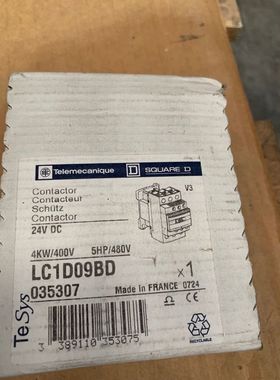 Telemecanique D SQUARE D
Contactor
Contacteur
Schütz
Contactor
V3
24V DC
4KW/400V 5HP/480V
LC1D09BD x1
035307 Made in FRANCE 0724
TeSys
CE
RECYCLABLE
3 389110 353075